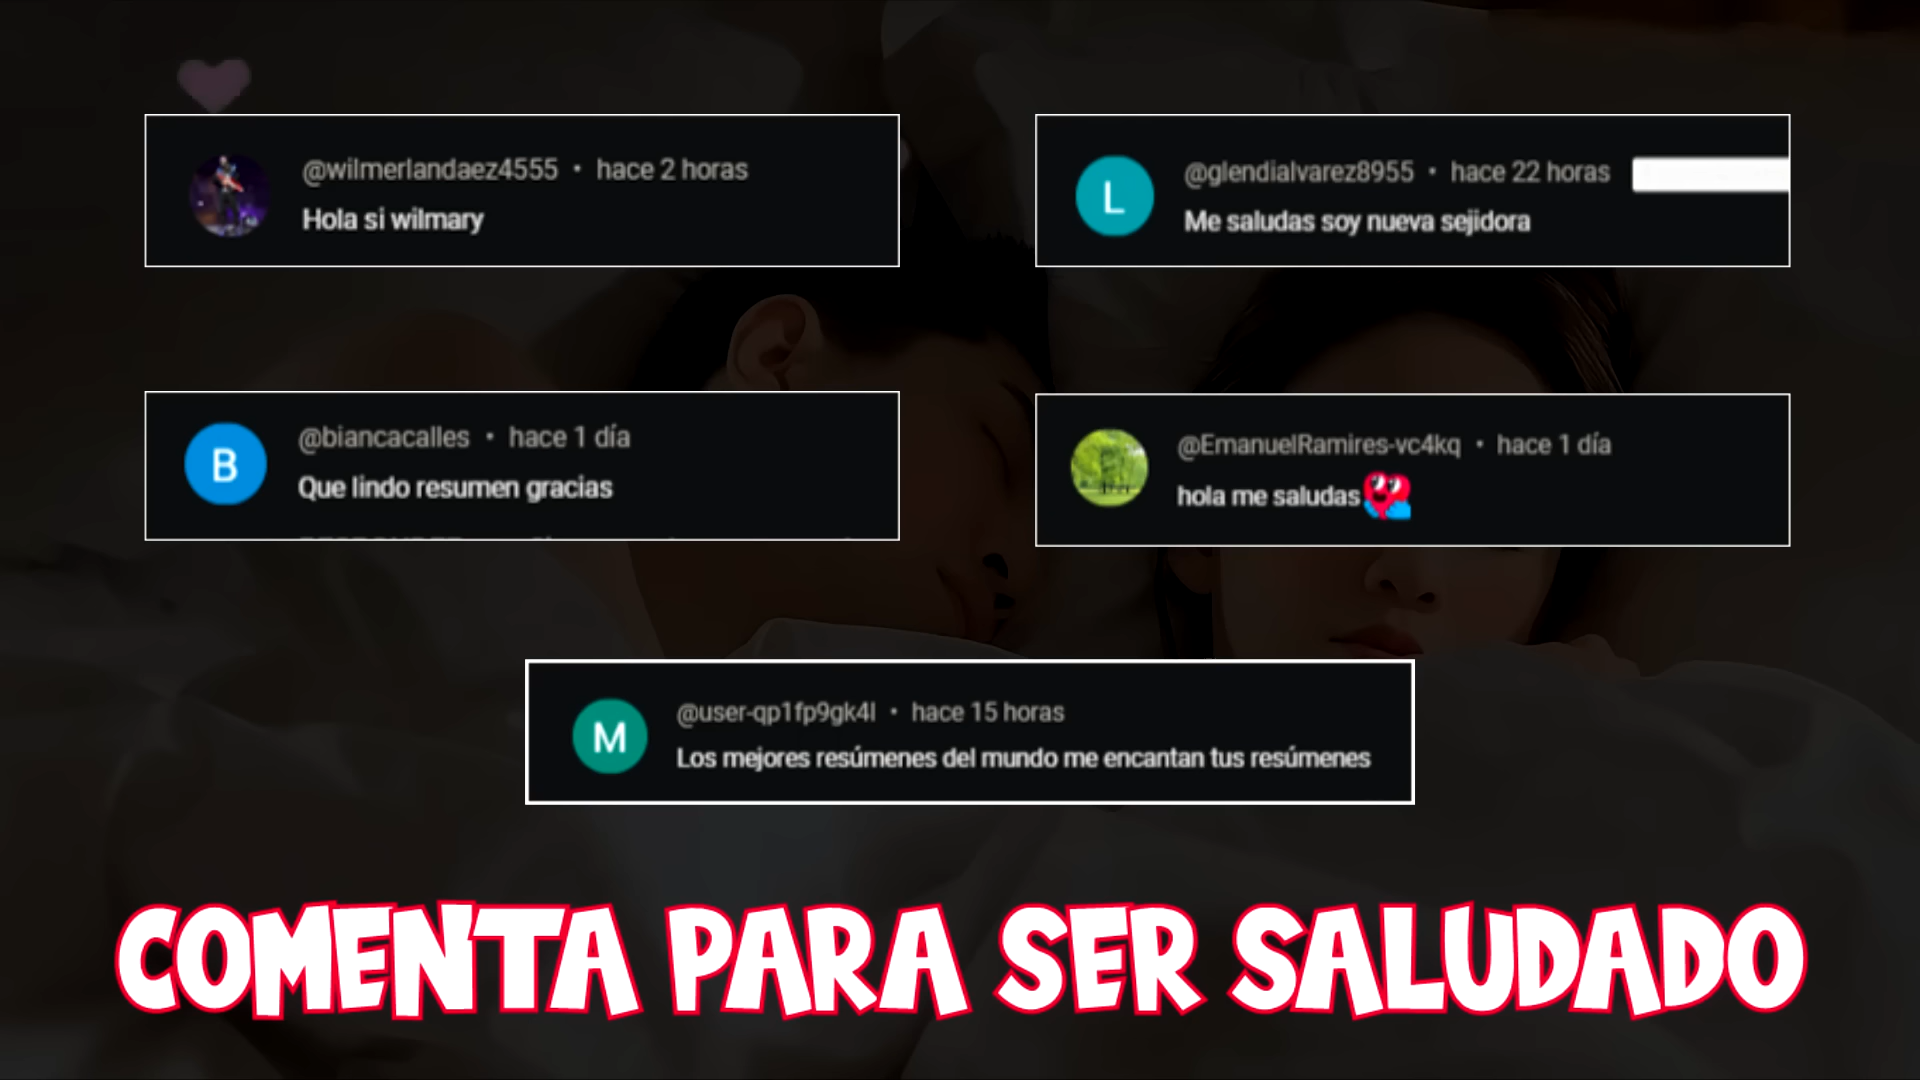 @wilmerlandaez4555 • hace 2 horas
Hola si wilmary
L
@glendialvarez8955 • hace 22 horas
Me saludas soy nueva sejidora
B
@biancacalles • hace 1 día
Que lindo resumen gracias
@EmanuelRamires-vc4kq • hace 1 día
hola me saludas
M
@user-qp1fp9gk4l • hace 15 horas
Los mejores resúmenes del mundo me encantan tus resúmenes
COMENTA PARA SER SALUDADO